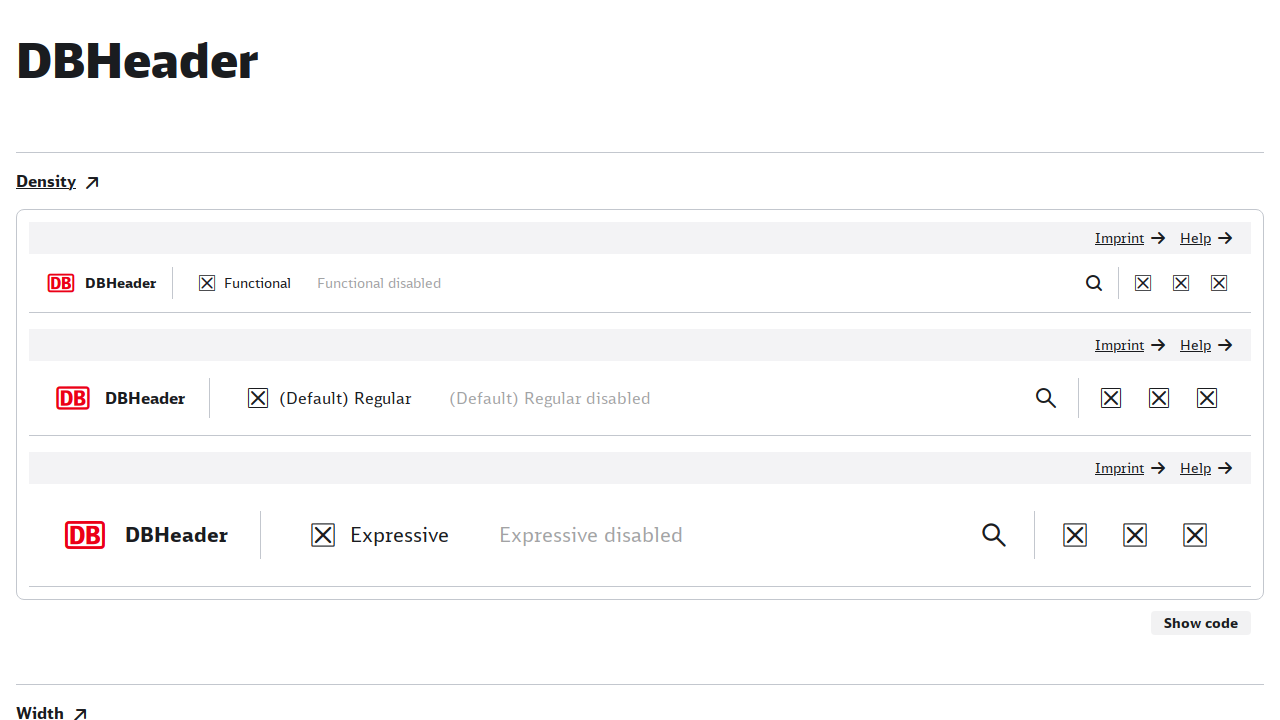 DBHeader
Density
Imprint Help
DB DBHeader Functional Functional disabled
Imprint Help
DB DBHeader (Default) Regular (Default) Regular disabled
Imprint Help
DB DBHeader Expressive Expressive disabled
Show code
Width